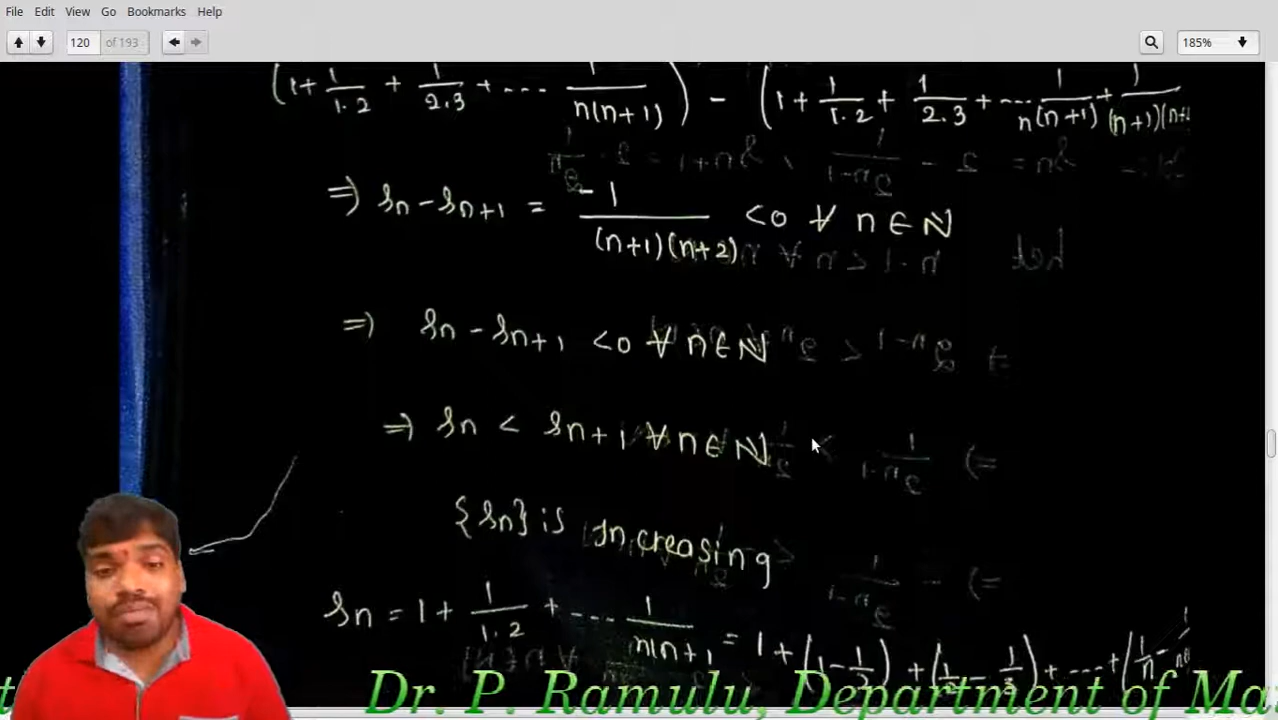 File Edit View Go Bookmarks Help
120 of 193 185%
(1+ 1/1.2 + 1/2.3 + .... 1/n(n+1)) - (1+ 1/1.2 + 1/2.3 + ... 1/n(n+1) + 1/(n+1)(n+
⇒ Sn - Sn+1 = -1/(n+1)(n+2) <0 ∀ n ∈ N
⇒ Sn - Sn+1 <0 ∀ n ∈ N
⇒ Sn < Sn+1 ∀ n ∈ N
{Sn} is increasing
Sn = 1+ 1/1.2 + ... 1/n(n+1 = 1+ (1 - 1/2) + (1/2 - 1/3) + .... + (1/n -
Dr. P. Ramulu, Department of Ma